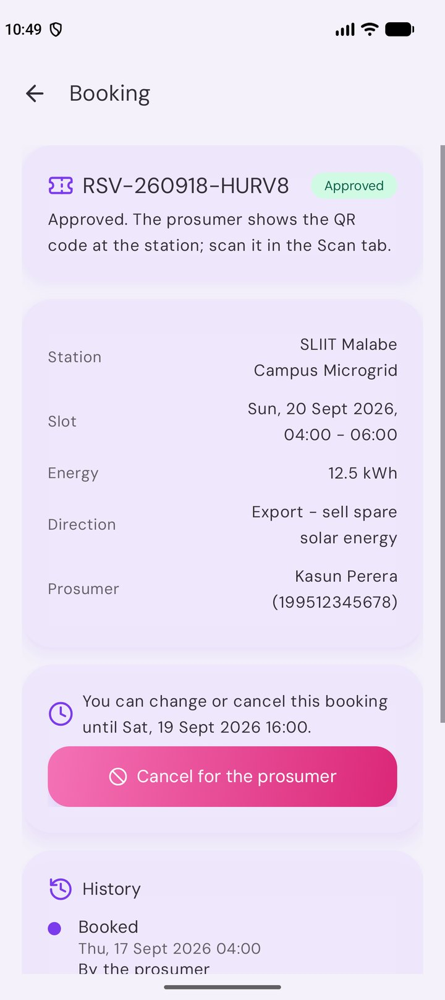 10:49
Booking
RSV-260918-HURV8
Approved
Approved. The prosumer shows the QR
code at the station; scan it in the Scan tab.
Station
SLIIT Malabe
Campus Microgrid
Slot
Sun, 20 Sept 2026,
04:00 - 06:00
Energy
12.5 kWh
Direction
Export - sell spare
solar energy
Prosumer
Kasun Perera
(199512345678)
You can change or cancel this booking
until Sat, 19 Sept 2026 16:00.
Cancel for the prosumer
History
Booked
Thu, 17 Sept 2026 04:00
By the prosumer